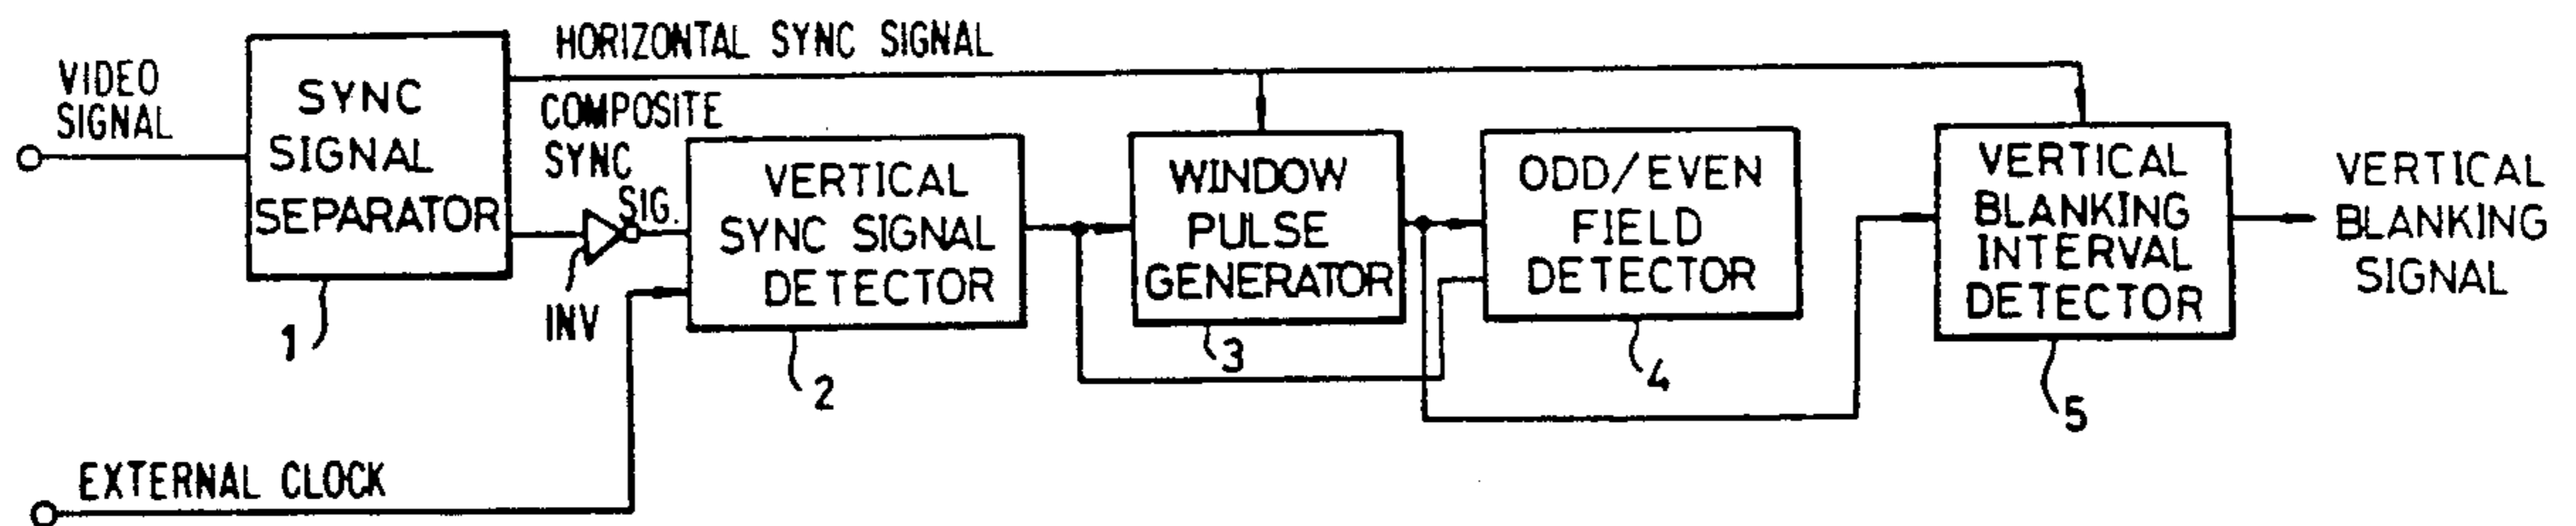 VIDEO
SIGNAL
SYNC
SIGNAL
SEPARATOR
1
HORIZONTAL SYNC SIGNAL
COMPOSITE
SYNC
SIG.
INV
EXTERNAL CLOCK
VERTICAL
SYNC SIGNAL
DETECTOR
2
WINDOW
PULSE
GENERATOR
3
ODD/EVEN
FIELD
DETECTOR
4
VERTICAL
BLANKING
INTERVAL
DETECTOR
5
VERTICAL
BLANKING
SIGNAL